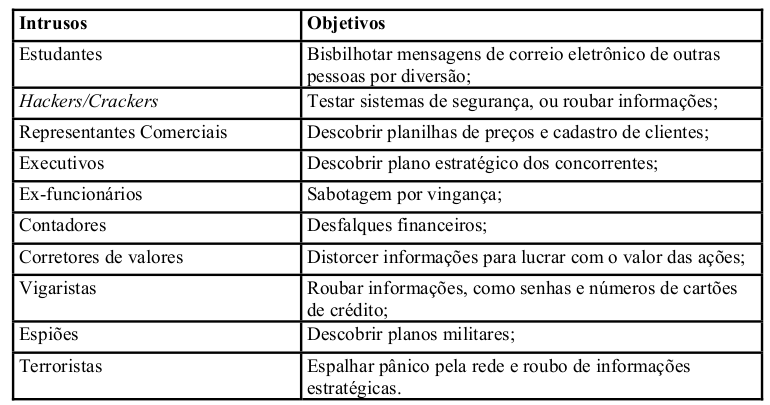 Intrusos Objetivos
Estudantes Bisbilhotar mensagens de correio eletrônico de outras
pessoas por diversão;
Hackers/Crackers Testar sistemas de segurança, ou roubar informações;
Representantes Comerciais Descobrir planilhas de preços e cadastro de clientes;
Executivos Descobrir plano estratégico dos concorrentes;
Ex-funcionários Sabotagem por vingança;
Contadores Desfalques financeiros;
Corretores de valores Distorcer informações para lucrar com o valor das ações;
Vigaristas Roubar informações, como senhas e números de cartões
de crédito;
Espiões Descobrir planos militares;
Terroristas Espalhar pânico pela rede e roubo de informações
estratégicas.